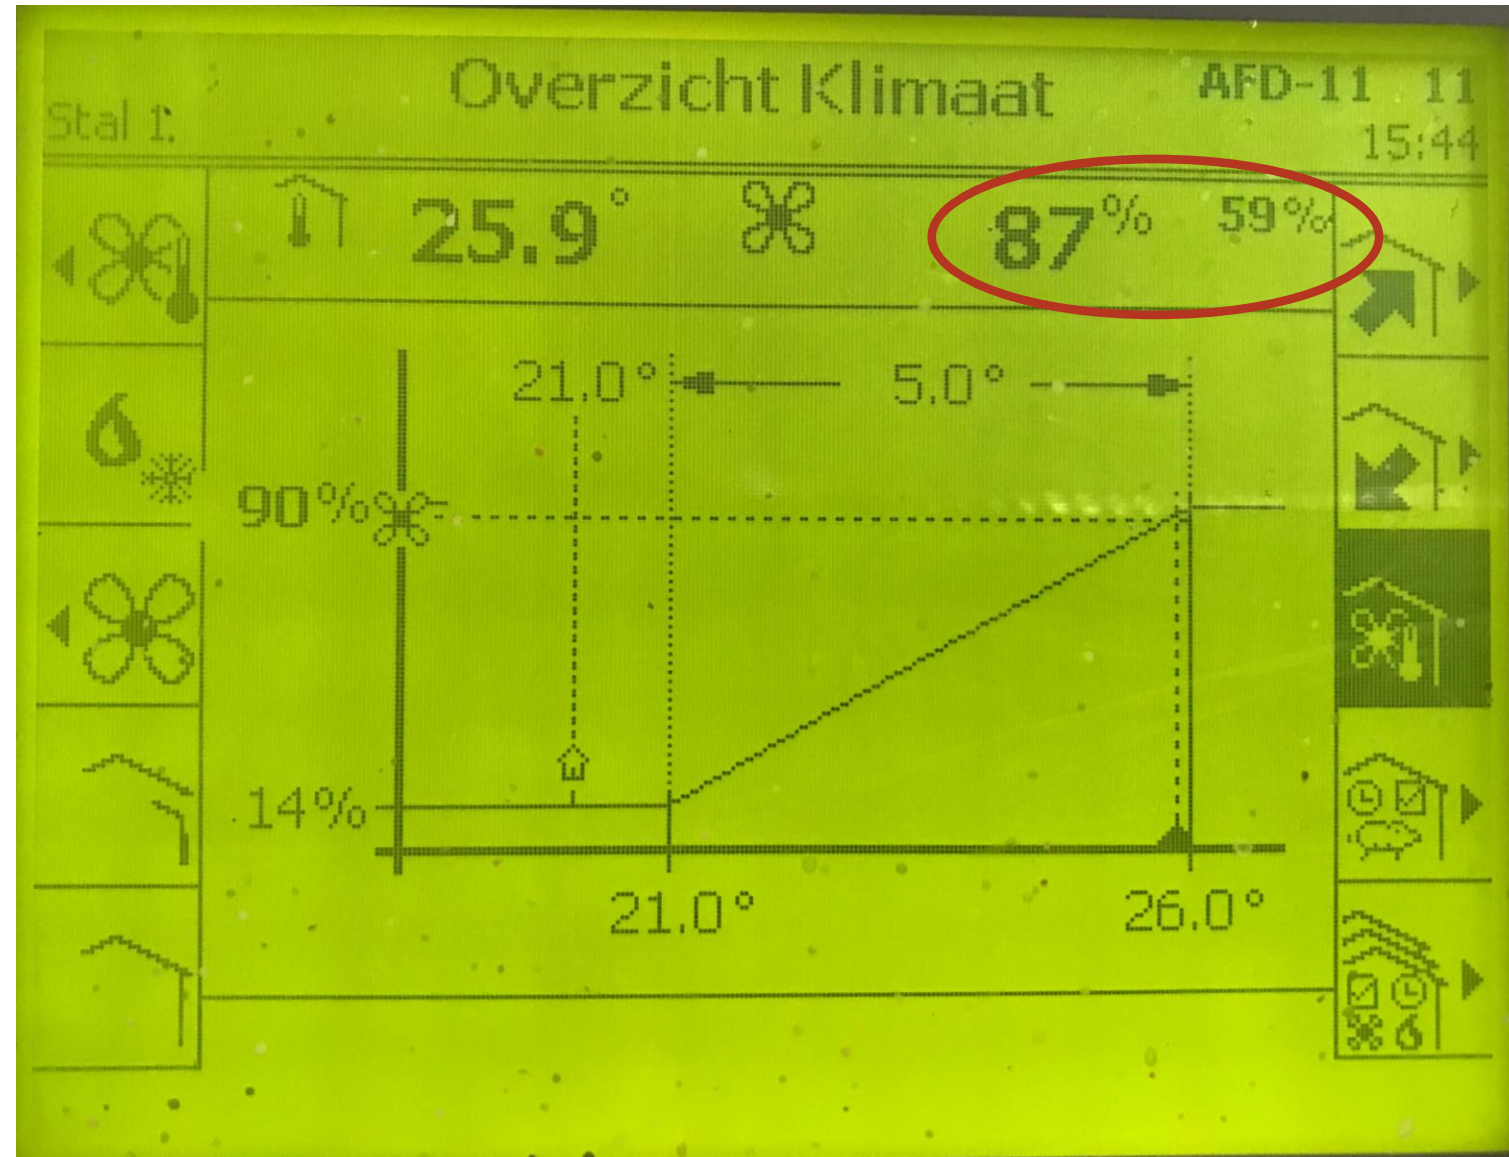 Overzicht Klimaat
AFD-11 11
Stal 1.
15:44
25.9° 87% 59%
21.0° 5.0°
90%
14%
21.0° 26.0°